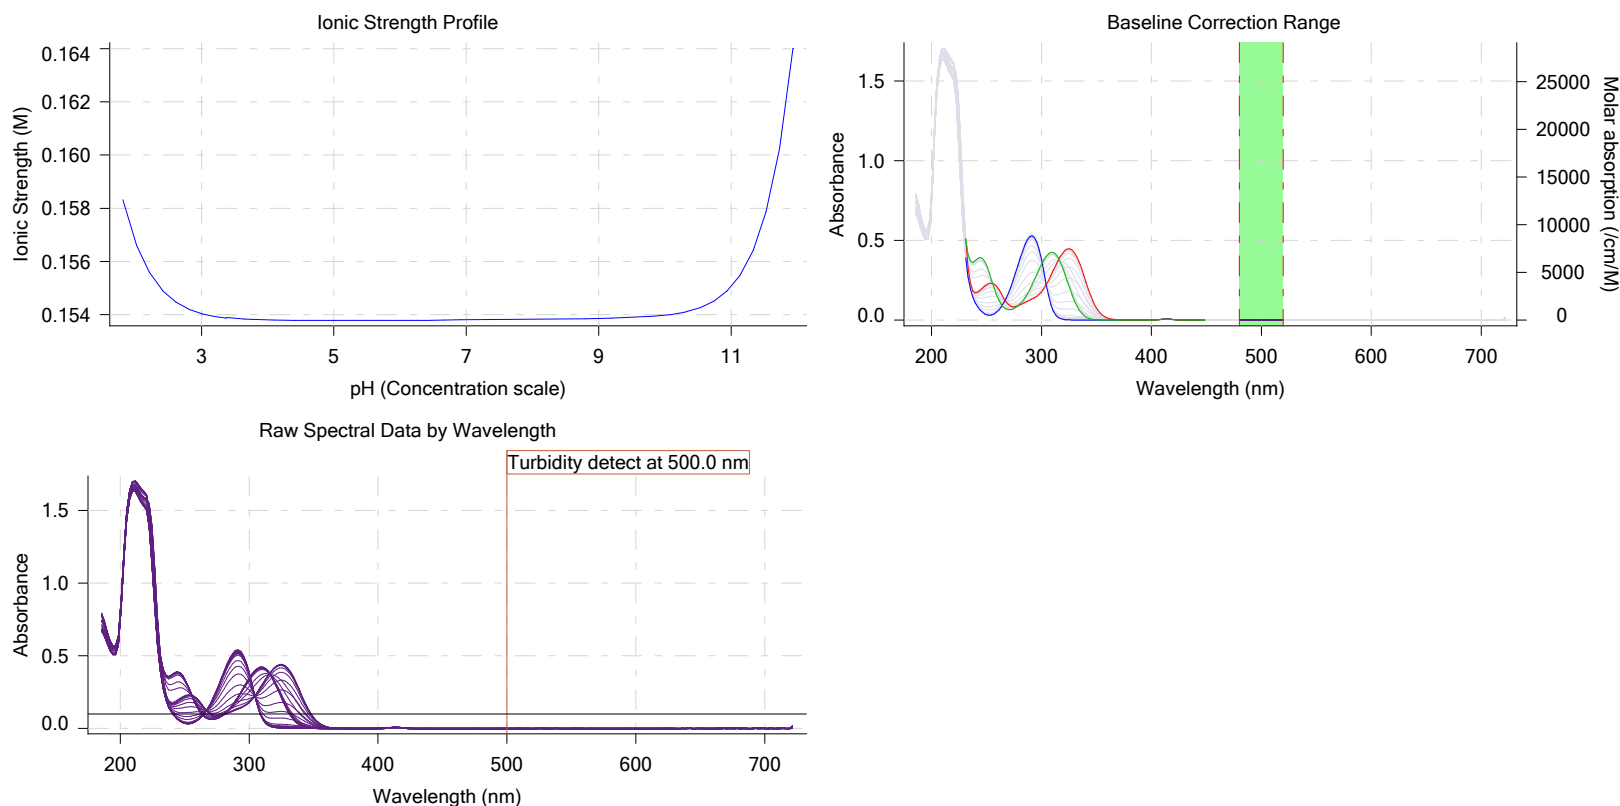 Ionic Strength Profile
Ionic Strength (M)
0.164
0.162
0.160
0.158
0.156
0.154
3 5 7 9 11
pH (Concentration scale)
Baseline Correction Range
Absorbance
1.5
1.0
0.5
0.0
25000
20000
15000
10000
5000
0
Molar absorption (/cm/M)
200 300 400 500 600 700
Wavelength (nm)
Raw Spectral Data by Wavelength
Turbidity detect at 500.0 nm
Absorbance
1.5
1.0
0.5
0.0
200 300 400 500 600 700
Wavelength (nm)